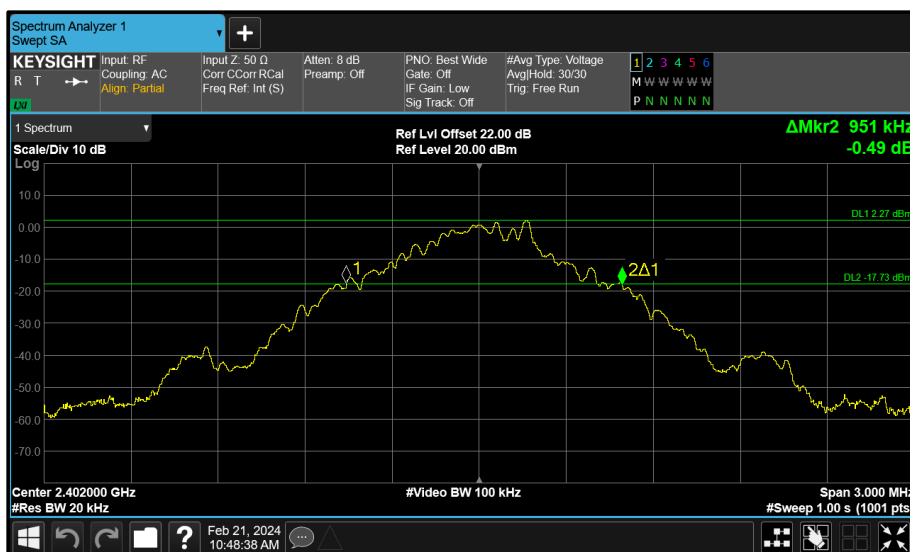 Spectrum Analyzer 1
Swept SA
+
KEYSIGHT
R T
LXI
Input: RF
Coupling: AC
Align: Partial
Input Z: 50 Ω
Corr CCorr RCal
Freq Ref: Int (S)
Atten: 8 dB
Preamp: Off
PNO: Best Wide
Gate: Off
IF Gain: Low
Sig Track: Off
#Avg Type: Voltage
Avg|Hold: 30/30
Trig: Free Run
1 2 3 4 5 6
M W W W W W
P N N N N N
1 Spectrum
Scale/Div 10 dB
Log
Ref Lvl Offset 22.00 dB
Ref Level 20.00 dBm
ΔMkr2 951 kHz
-0.49 dB
10.0
0.00
-10.0
-20.0
-30.0
-40.0
-50.0
-60.0
-70.0
DL1 2.27 dBm
1
2Δ1
DL2 -17.73 dBm
Center 2.402000 GHz
#Res BW 20 kHz
#Video BW 100 kHz
Span 3.000 MHz
#Sweep 1.00 s (1001 pts
?
Feb 21, 2024
10:48:38 AM